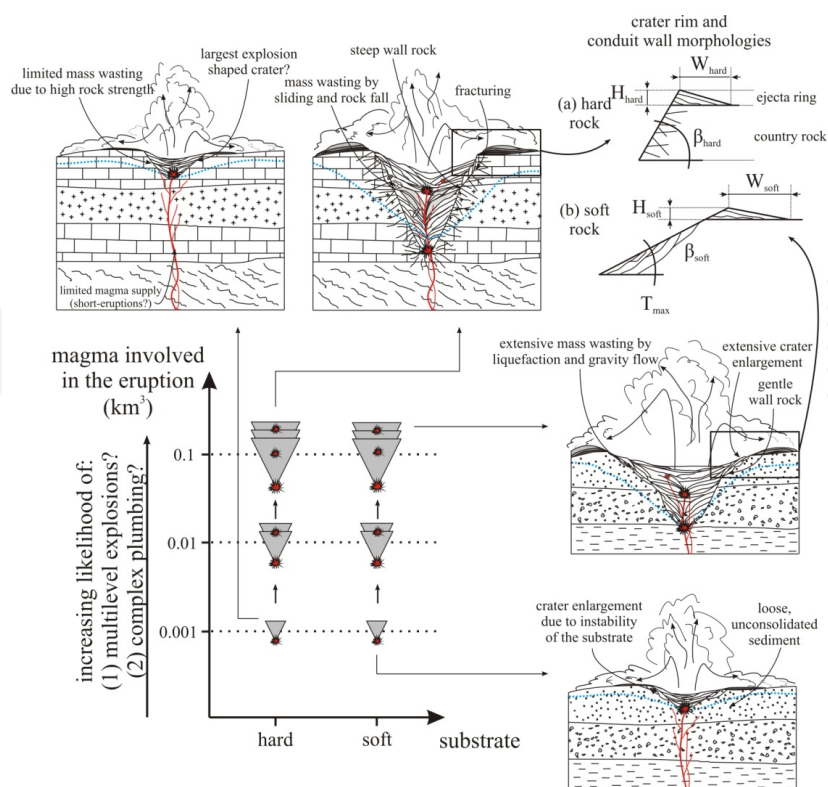 crater rim and
conduit wall morphologies
limited mass wasting
due to high rock strength
largest explosion
shaped crater?
steep wall rock
mass wasting by
sliding and rock fall
fracturing
(a) hard
rock
W hard
H hard
β hard
ejecta ring
country rock
(b) soft
rock
W soft
H soft
β soft
T max
limited magma supply
(short-eruptions?)
magma involved
in the eruption
(km³)
increasing likelihood of:
(1) multilevel explosions?
(2) complex plumbing?
0.1
0.01
0.001
hard
soft
substrate
extensive mass wasting by
liquefaction and gravity flow
extensive crater
enlargement
gentle
wall rock
crater enlargement
due to instability
of the substrate
loose,
unconsolidated
sediment